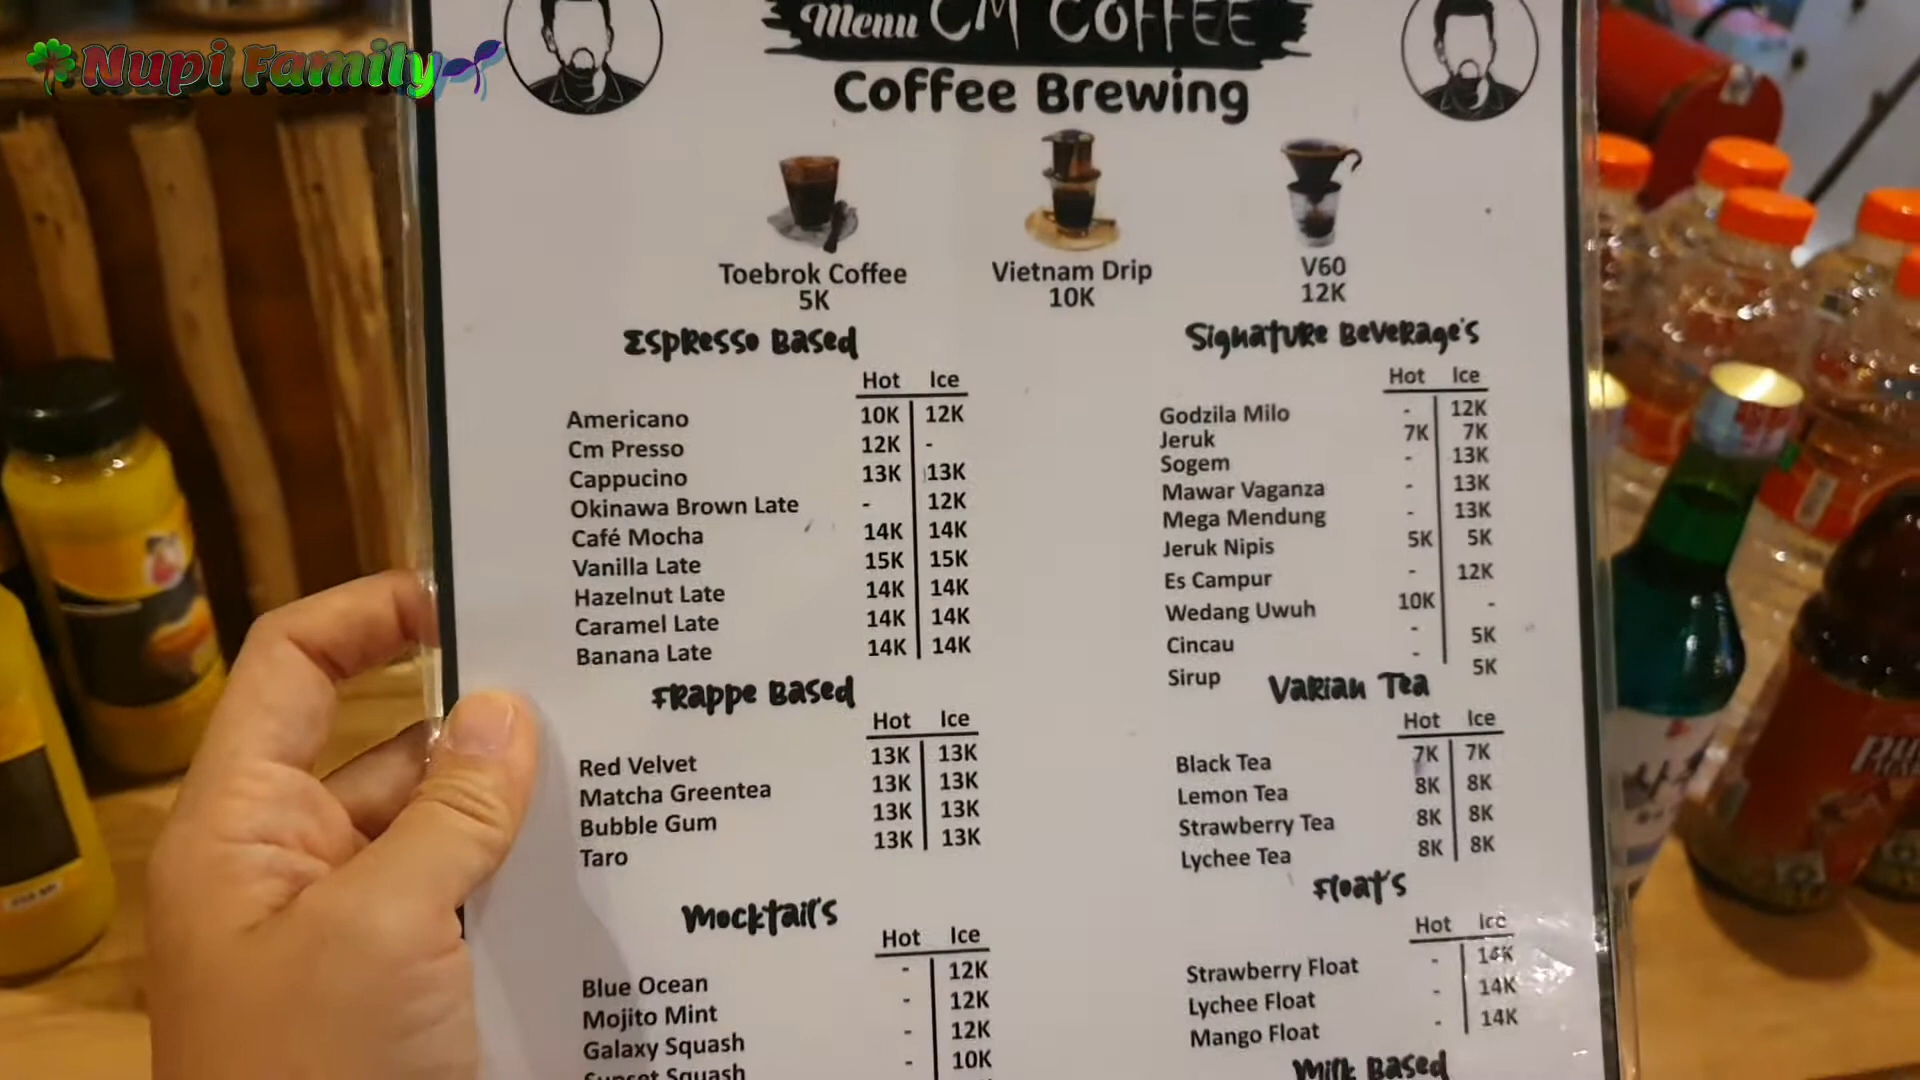 Nupi Family
Menu CM COFFEE
Coffee Brewing
Toebrok Coffee
5K
Vietnam Drip
10K
V60
12K
Espresso Based
Hot Ice
Americano 10K 12K
Cm Presso 12K -
Cappucino 13K 13K
Okinawa Brown Late - 12K
Café Mocha 14K 14K
Vanilla Late 15K 15K
Hazelnut Late 14K 14K
Caramel Late 14K 14K
Banana Late 14K 14K
Frappe Based
Hot Ice
Red Velvet 13K 13K
Matcha Greentea 13K 13K
Bubble Gum 13K 13K
Taro 13K 13K
Mocktail's
Hot Ice
Blue Ocean - 12K
Mojito Mint - 12K
Galaxy Squash - 12K
Sunset Squash - 10K
Signature Beverage's
Hot Ice
Godzila Milo - 12K
Jeruk 7K 7K
Sogem - 13K
Mawar Vaganza - 13K
Mega Mendung - 13K
Jeruk Nipis 5K 5K
Es Campur - 12K
Wedang Uwuh 10K -
Cincau - 5K
Sirup - 5K
Varian Tea
Hot Ice
Black Tea 7K 7K
Lemon Tea 8K 8K
Strawberry Tea 8K 8K
Lychee Tea 8K 8K
Float's
Hot Ice
Strawberry Float - 14K
Lychee Float - 14K
Mango Float - 14K
Milk Based